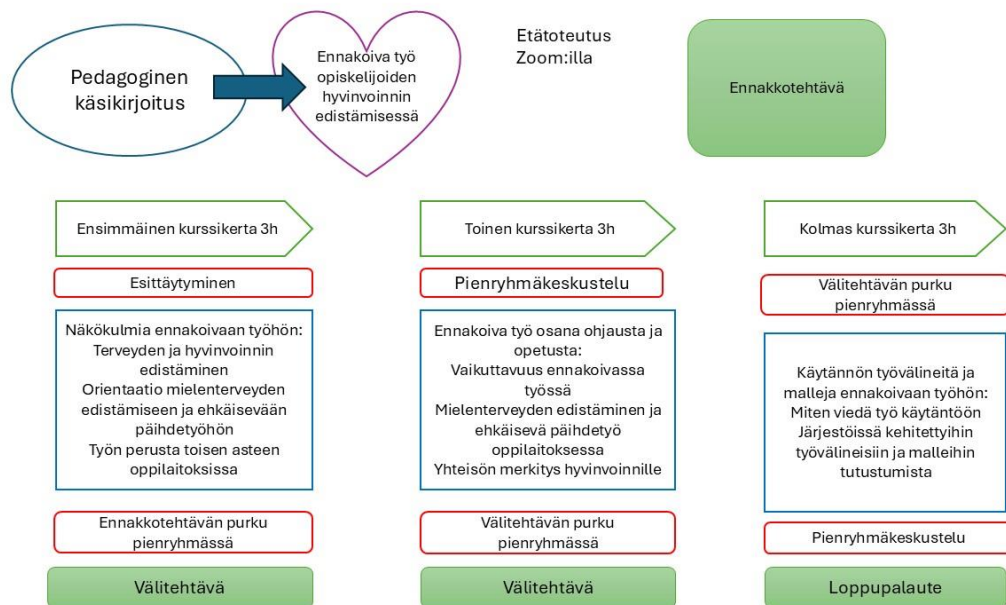 Pedagoginen
käsikirjoitus
Ennakoiva työ
opiskelijoiden
hyvinvoinnin
edistämisessä
Etätoteutus
Zoom:illa
Ennakkotehtävä
Ensimmäinen kurssikerta 3h
Esittäytyminen
Näkökulmia ennakoivaan työhön:
Terveyden ja hyvinvoinnin
edistäminen
Orientaatio mielenterveyden
edistämiseen ja ehkäisevään
päihdetyöhön
Työn perusta toisen asteen
oppilaitoksissa
Ennakkotehtävän purku
pienryhmässä
Välitehtävä
Toinen kurssikerta 3h
Pienryhmäkeskustelu
Ennakoiva työ osana ohjausta ja
opetusta:
Vaikuttavuus ennakoivassa
työssä
Mielenterveyden edistäminen ja
ehkäisevä päihdetyö
oppilaitoksessa
Yhteisön merkitys hyvinvoinnille
Välitehtävän purku
pienryhmässä
Välitehtävä
Kolmas kurssikerta 3h
Välitehtävän purku
pienryhmässä
Käytännön työvälineitä ja
malleja ennakoivaan työhön:
Miten viedä työ käytäntöön
Järjestöissä kehitettyihin
työvälineisiin ja malleihin
tutustumista
Pienryhmäkeskustelu
Loppupalaute